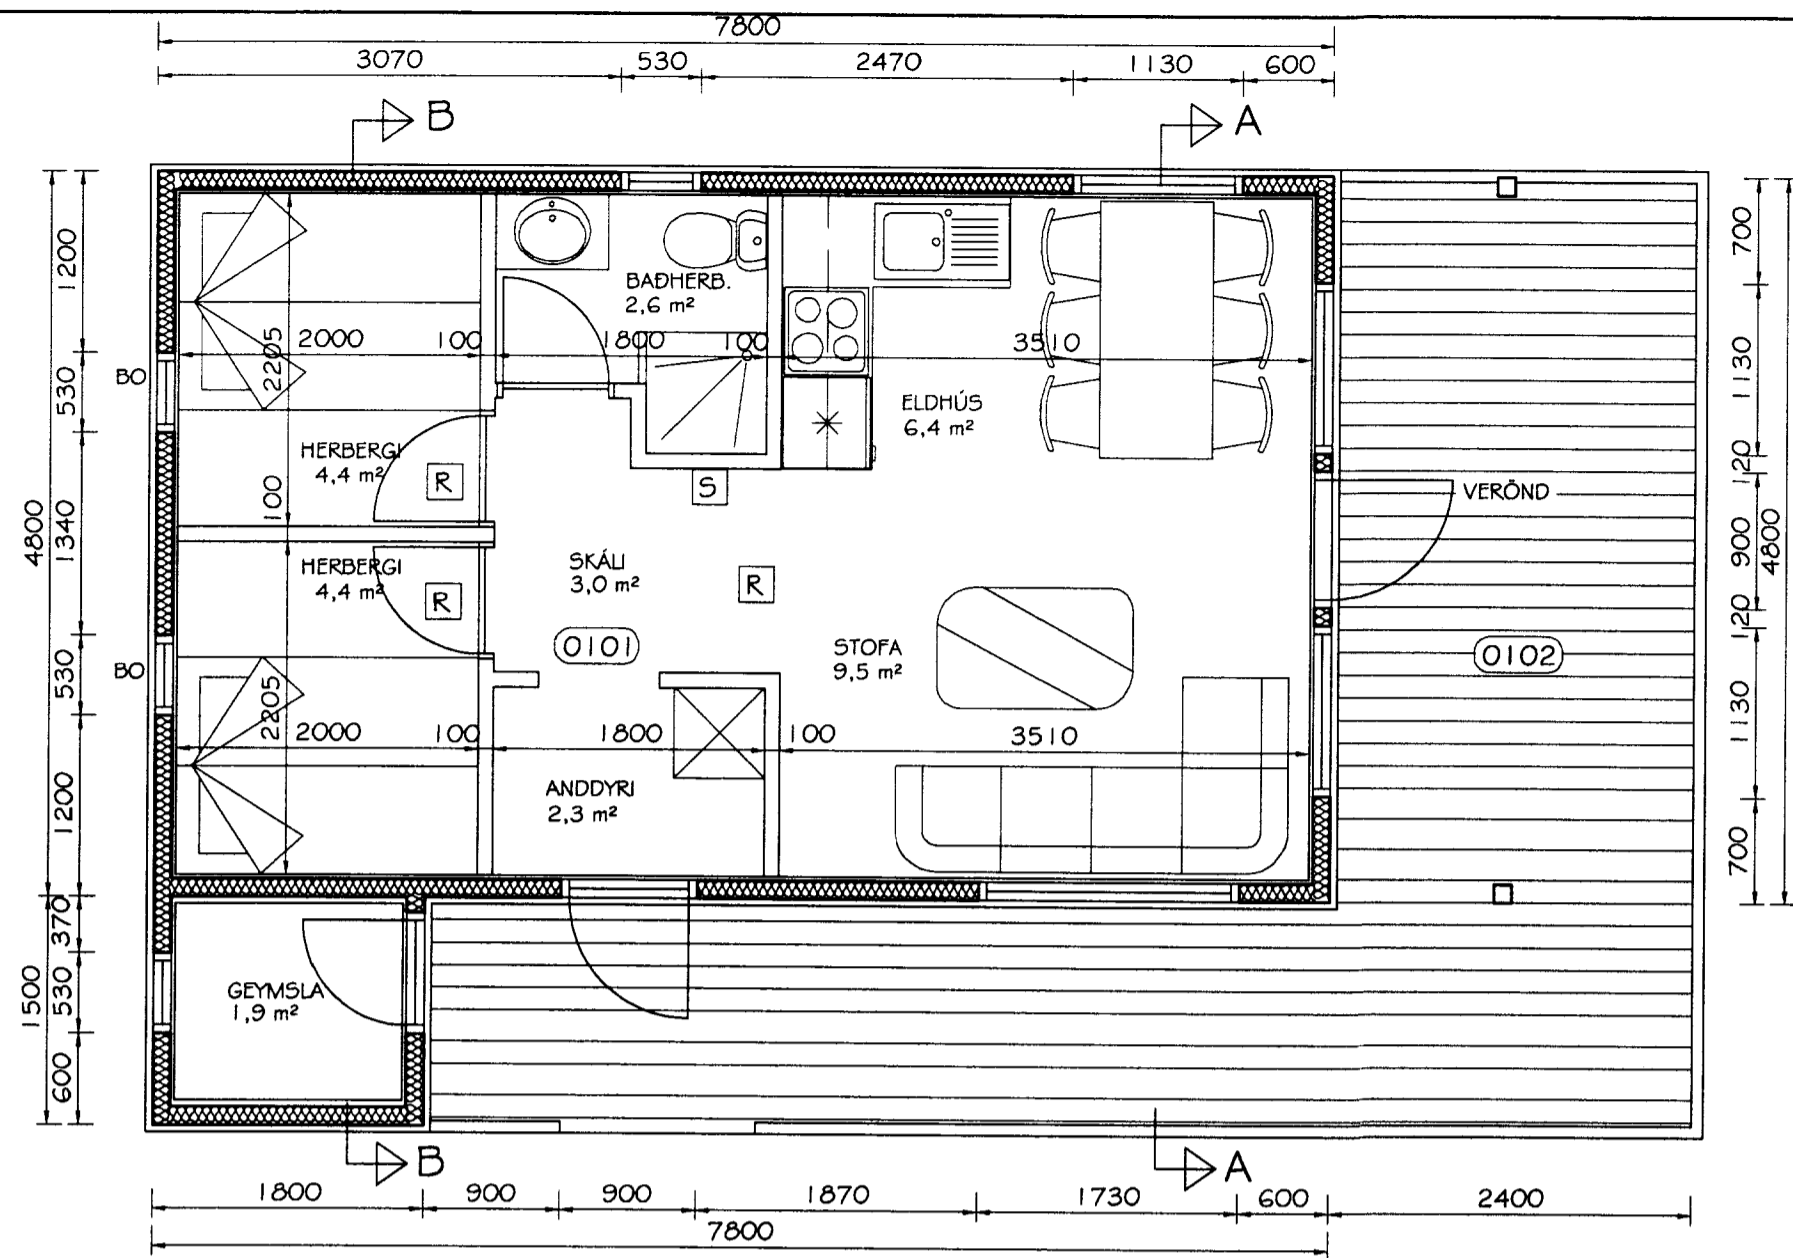 7800
3070 530 2470 1130 600
B A
1200
530
1340
530
1200
4800
370
530
600
1500
BO
BO
BAÐHERB.
2,6 m²
2000 100 1800 100 3510
2205
HERBERGI
4,4 m²
R
100
HERBERGI
4,4 m²
R
2205
ELDHÚS
6,4 m²
S
SKÁLI
3,0 m²
R
0101
STOFA
9,5 m²
2000 100 1800 100 3510
ANDDYRI
2,3 m²
GEYMSLA
1,9 m²
VERÖND
0102
700
1130
120
900
120
1130
700
4800
B A
1800 900 900 1870 1730 600 2400
7800